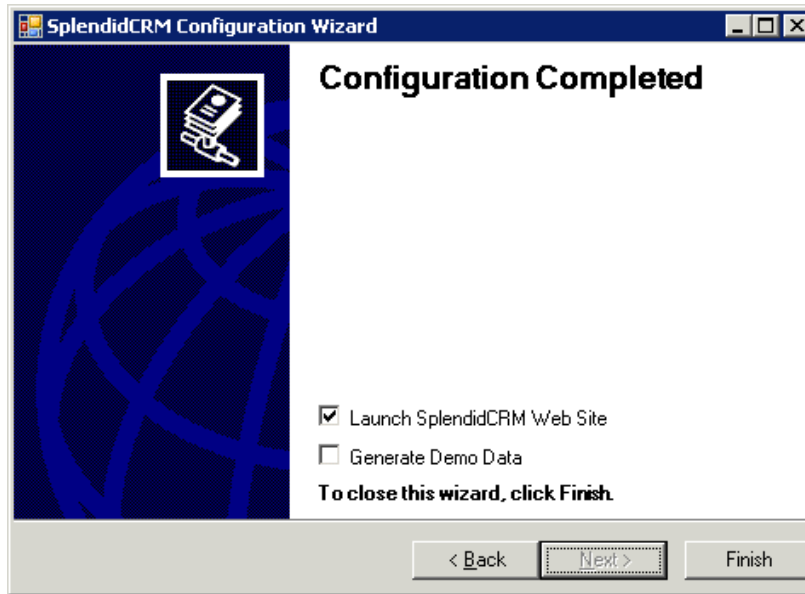 SplendidCRM Configuration Wizard
Configuration Completed
Launch SplendidCRM Web Site
Generate Demo Data
To close this wizard, click Finish.
< Back
Next >
Finish